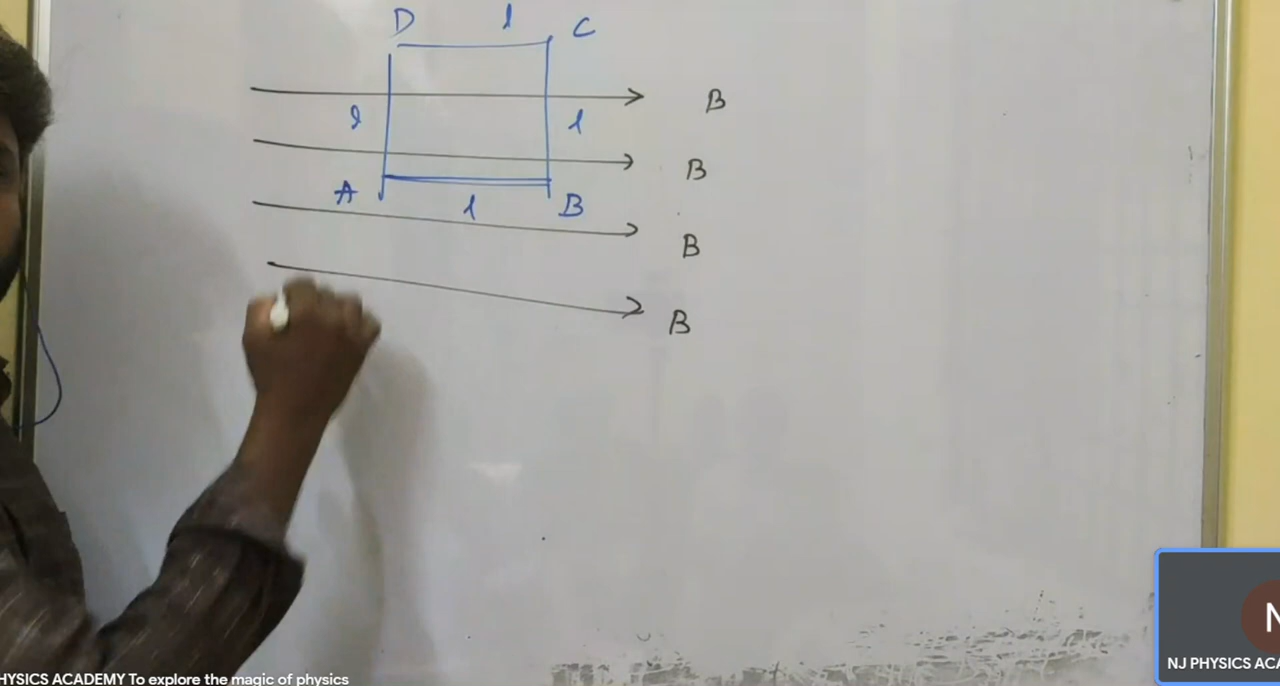 D l C
B
l l
B
A l B
B
B
N
NJ PHYSICS ACA
HYSICS ACADEMY To explore the magic of physics